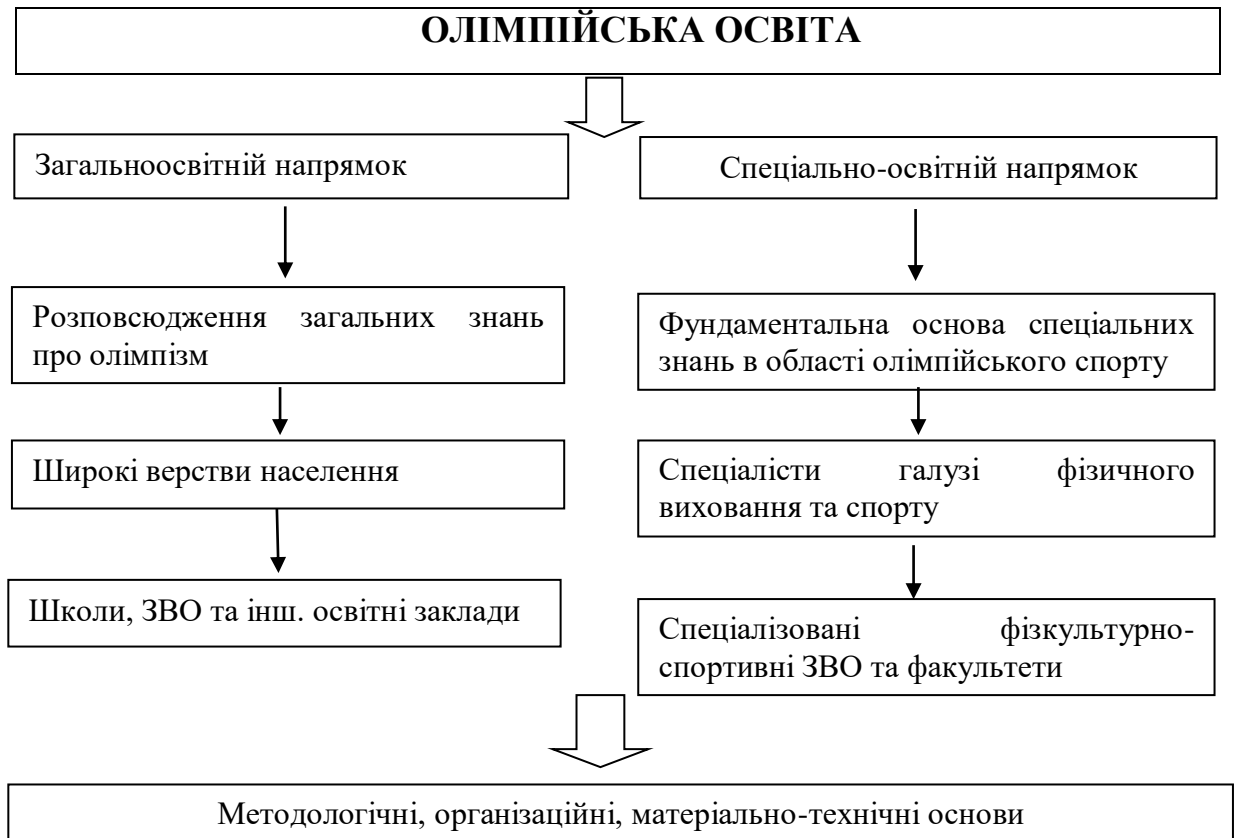 ОЛІМПІЙСЬКА ОСВІТА
Загальноосвітній напрямок
Спеціально-освітній напрямок
Розповсюдження загальних знань
про олімпізм
Фундаментальна основа спеціальних
знань в області олімпійського спорту
Широкі верстви населення
Спеціалісти галузі фізичного
виховання та спорту
Школи, ЗВО та інш. освітні заклади
Спеціалізовані фізкультурно-
спортивні ЗВО та факультети
Методологічні, організаційні, матеріально-технічні основи